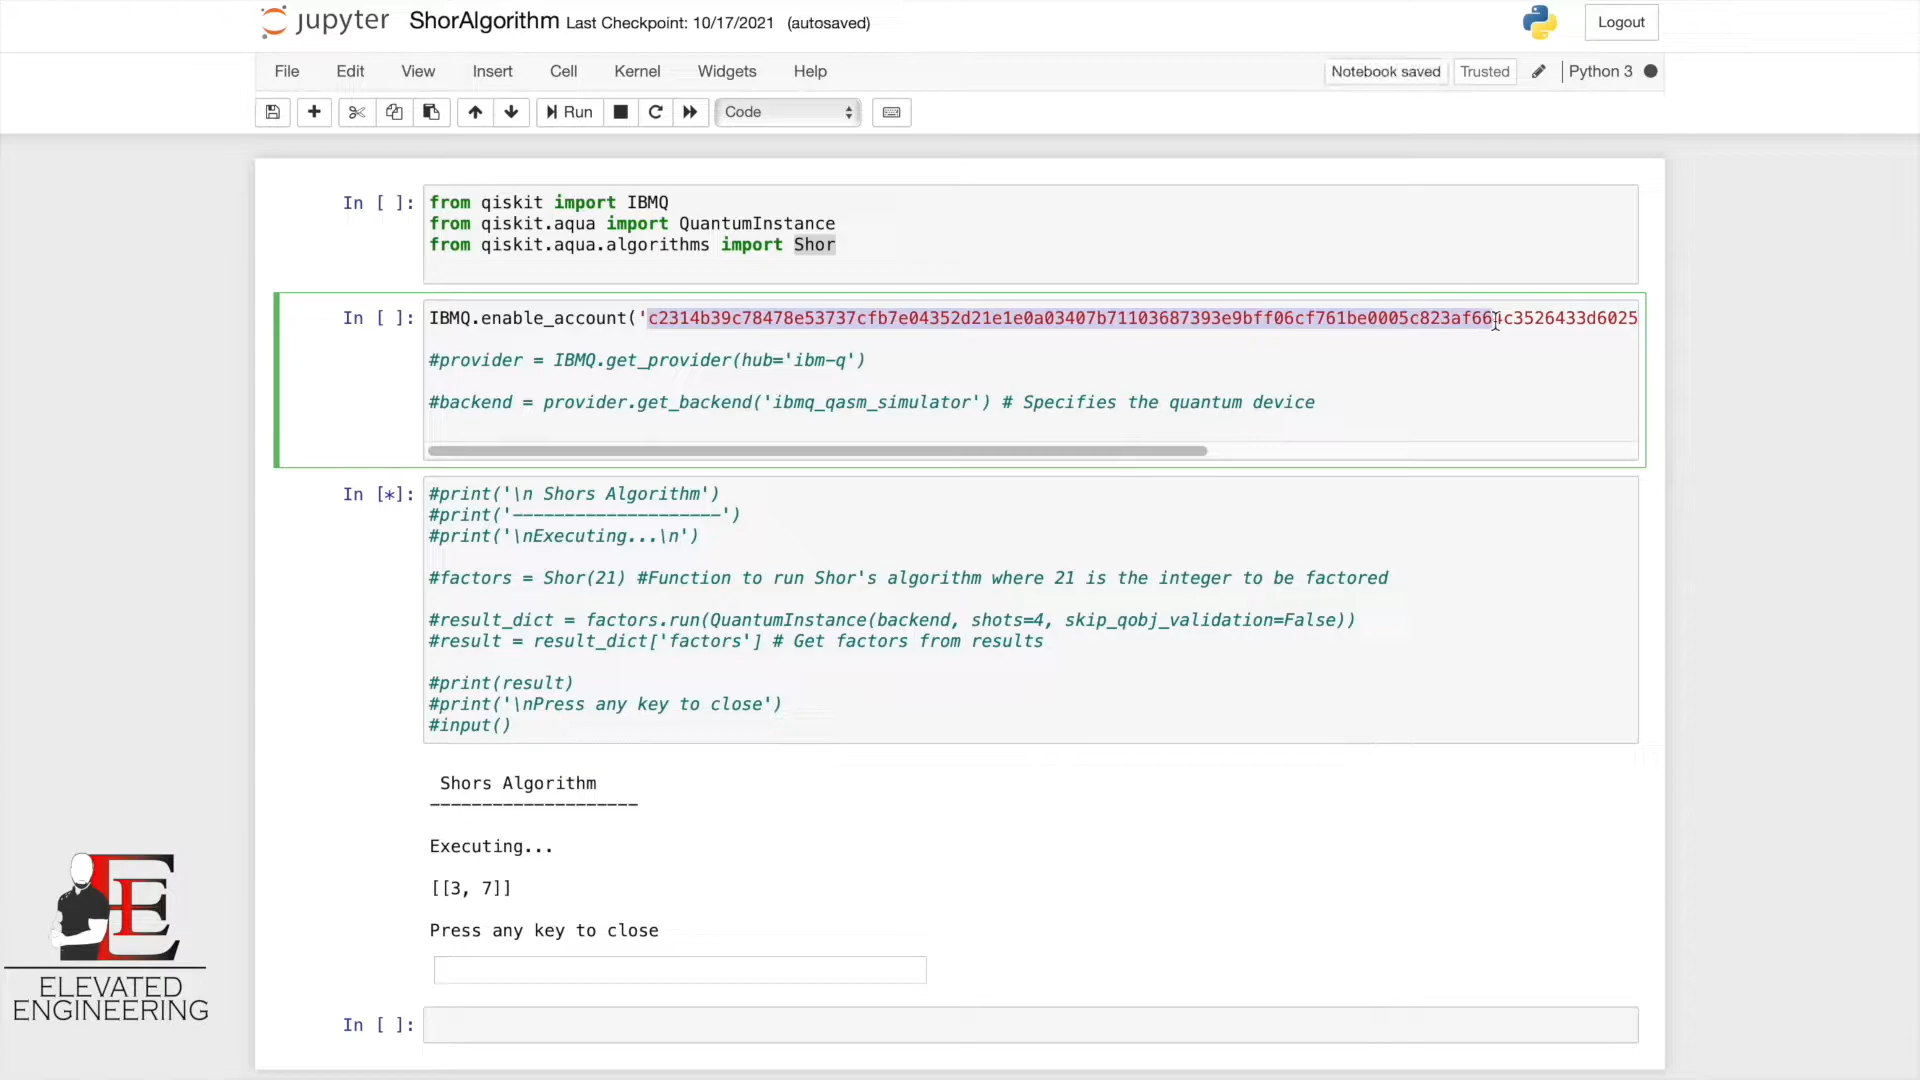 jupyter ShorAlgorithm Last Checkpoint: 10/17/2021 (autosaved)
Logout
File Edit View Insert Cell Kernel Widgets Help
Notebook saved Trusted Python 3
Run Code
In [ ]:
from qiskit import IBMQ
from qiskit.aqua import QuantumInstance
from qiskit.aqua.algorithms import Shor
In [ ]:
IBMQ.enable_account('c2314b39c78478e53737cfb7e04352d21e1e0a03407b71103687393e9bff06cf761be0005c823af664c3526433d6025
#provider = IBMQ.get_provider(hub='ibm-q')
#backend = provider.get_backend('ibmq_qasm_simulator') # Specifies the quantum device
In [*]:
#print('\n Shors Algorithm')
#print('--------------------')
#print('\nExecuting...\n')
#factors = Shor(21) #Function to run Shor's algorithm where 21 is the integer to be factored
#result_dict = factors.run(QuantumInstance(backend, shots=4, skip_qobj_validation=False))
#result = result_dict['factors'] # Get factors from results
#print(result)
#print('\nPress any key to close')
#input()
Shors Algorithm
--------------------
Executing...
[[3, 7]]
Press any key to close
In [ ]:
E
ELEVATED
ENGINEERING